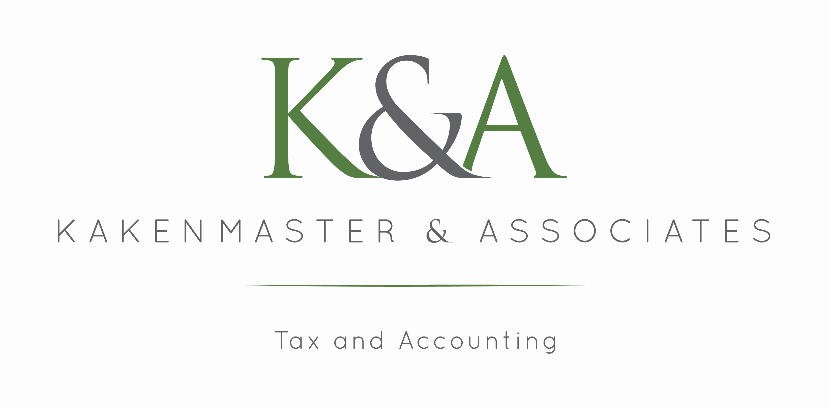 K&A
KAKENMASTER & ASSOCIATES
Tax and Accounting